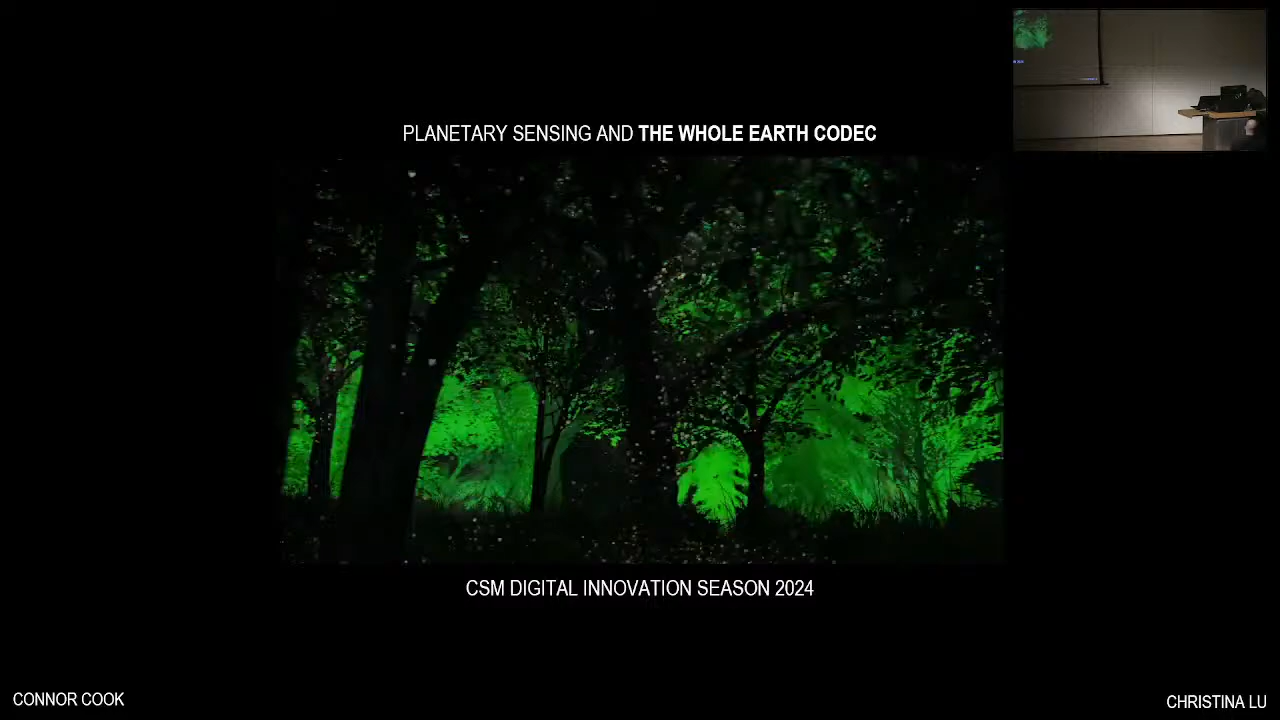 PLANETARY SENSING AND THE WHOLE EARTH CODEC
CSM DIGITAL INNOVATION SEASON 2024
CONNOR COOK
CHRISTINA LU